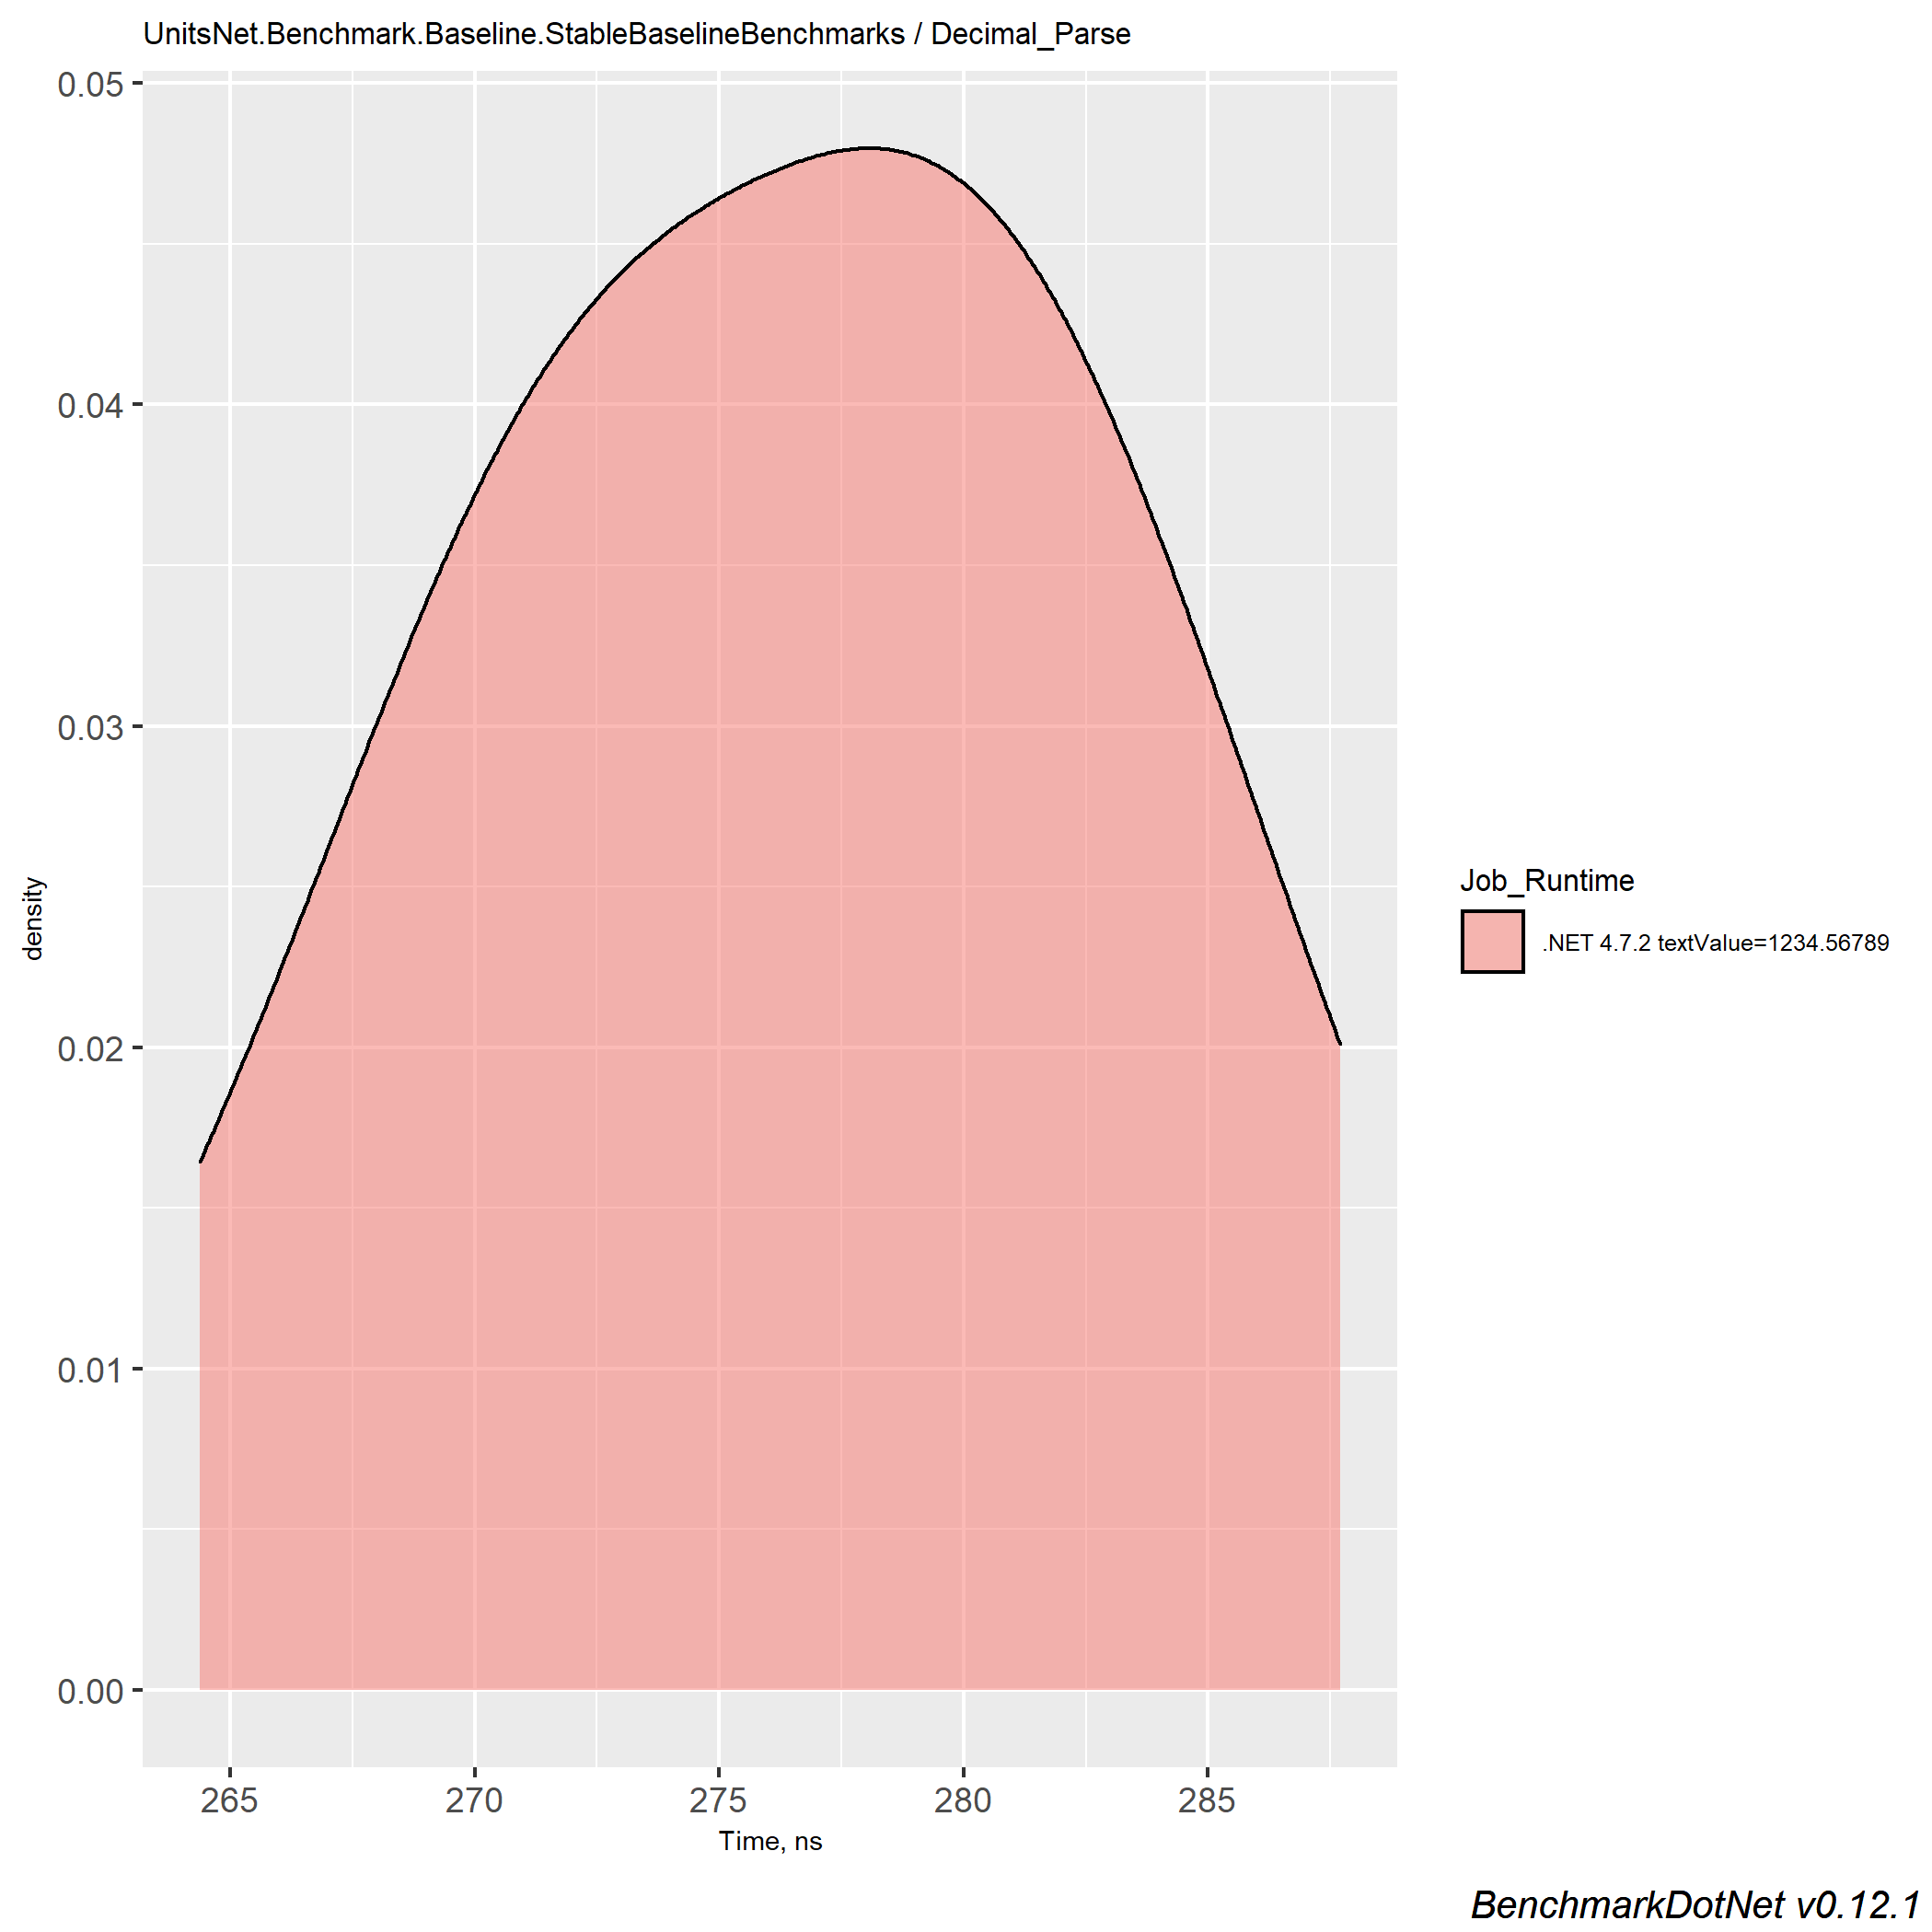 UnitsNet.Benchmark.Baseline.StableBaselineBenchmarks / Decimal_Parse
0.05
0.04
0.03
0.02
0.01
0.00
density
265 270 275 280 285
Time, ns
Job_Runtime
.NET 4.7.2 textValue=1234.56789
BenchmarkDotNet v0.12.1